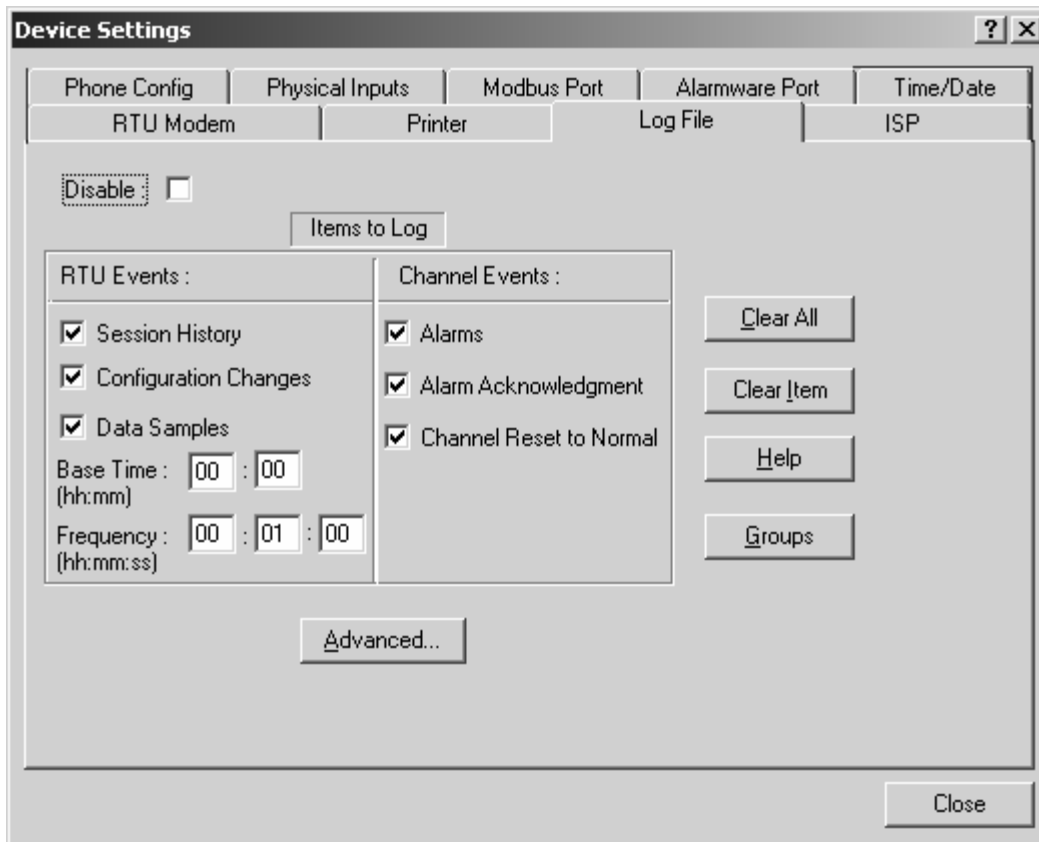 Device Settings
Phone Config Physical Inputs Modbus Port Alarmware Port Time/Date
RTU Modem Printer Log File ISP
Disable :
Items to Log
RTU Events : Channel Events :
Session History Alarms Clear All
Configuration Changes Alarm Acknowledgment Clear Item
Data Samples Channel Reset to Normal Help
Base Time : 00 : 00
(hh:mm)
Frequency : 00 : 01 : 00 Groups
(hh:mm:ss)
Advanced...
Close